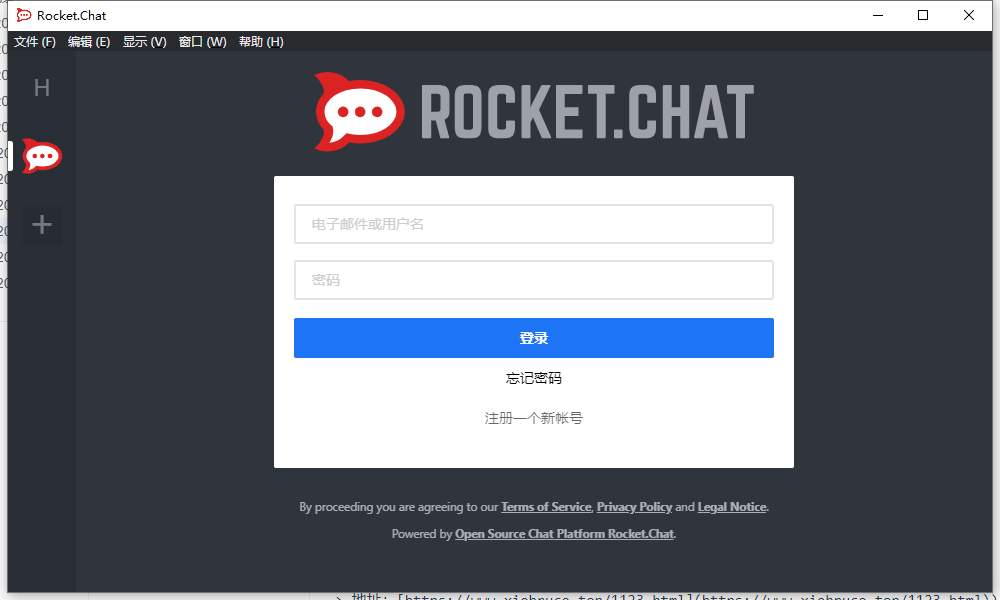 Rocket.Chat
文件 (F) 编辑 (E) 显示 (V) 窗口 (W) 帮助 (H)
H
ROCKET.CHAT
+
电子邮件或用户名
密码
登录
忘记密码
注册一个新帐号
By proceeding you are agreeing to our Terms of Service, Privacy Policy and Legal Notice.
Powered by Open Source Chat Platform Rocket.Chat.